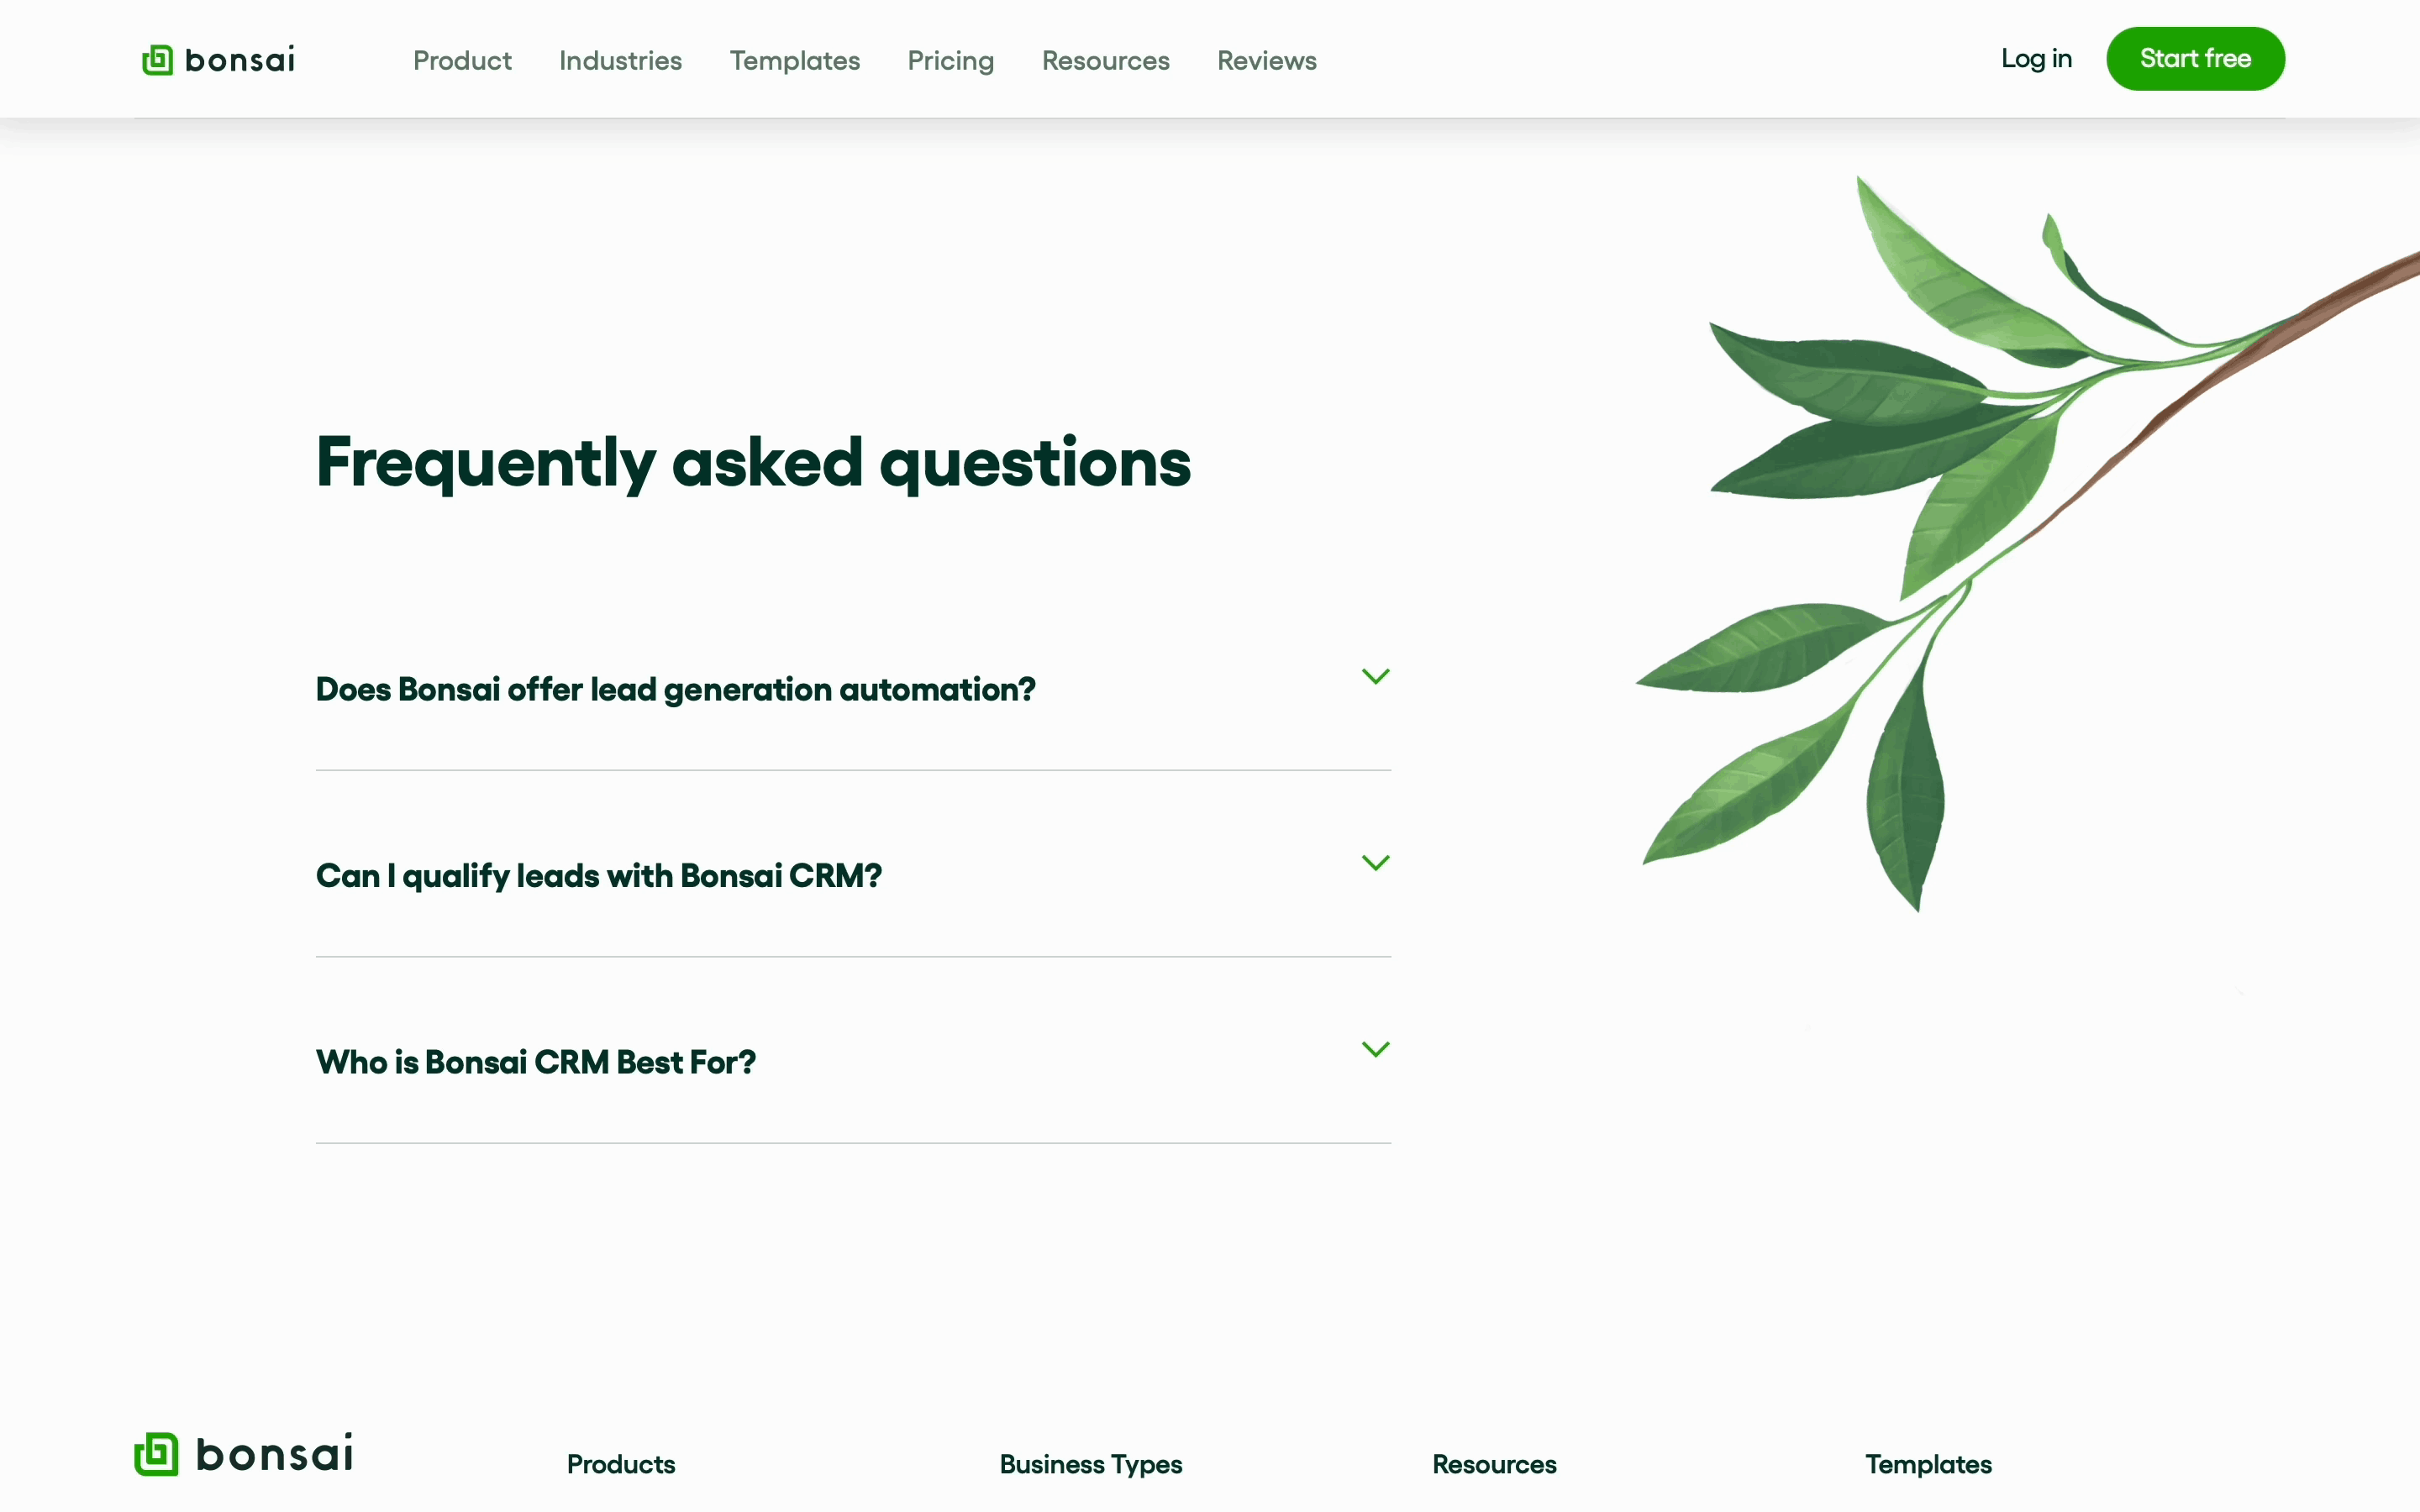 bonsai Product Industries Templates Pricing Resources Reviews Log in Start free
Frequently asked questions
Does Bonsai offer lead generation automation?
Can I qualify leads with Bonsai CRM?
Who is Bonsai CRM Best For?
bonsai Products Business Types Resources Templates